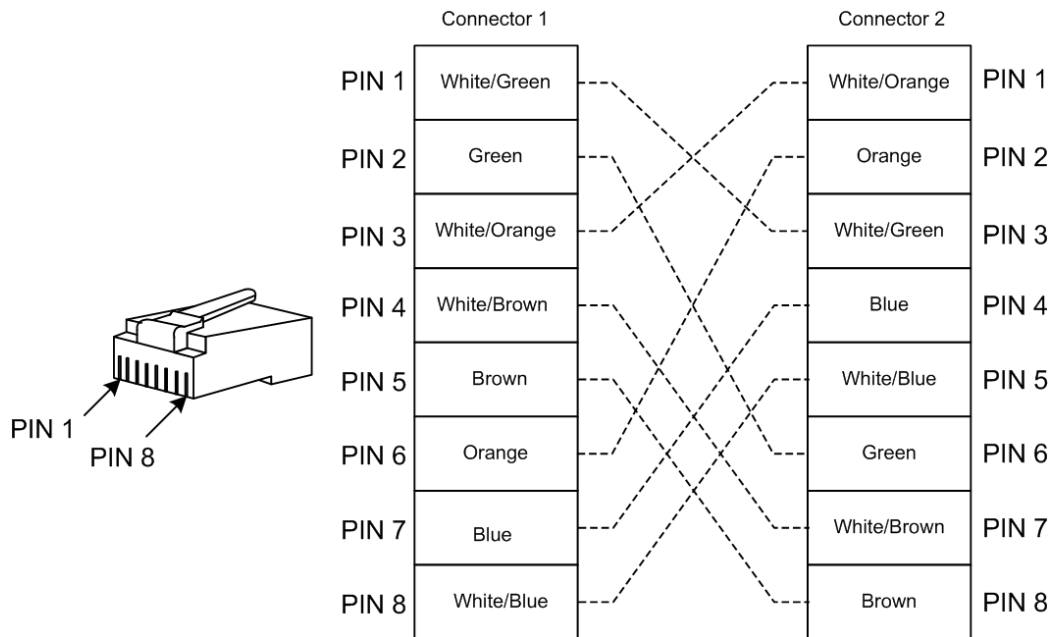 Connector 1 Connector 2
PIN 1 White/Green White/Orange PIN 1
PIN 2 Green Orange PIN 2
PIN 3 White/Orange White/Green PIN 3
PIN 4 White/Brown Blue PIN 4
PIN 5 Brown White/Blue PIN 5
PIN 6 Orange Green PIN 6
PIN 7 Blue White/Brown PIN 7
PIN 8 White/Blue Brown PIN 8
PIN 1
PIN 8